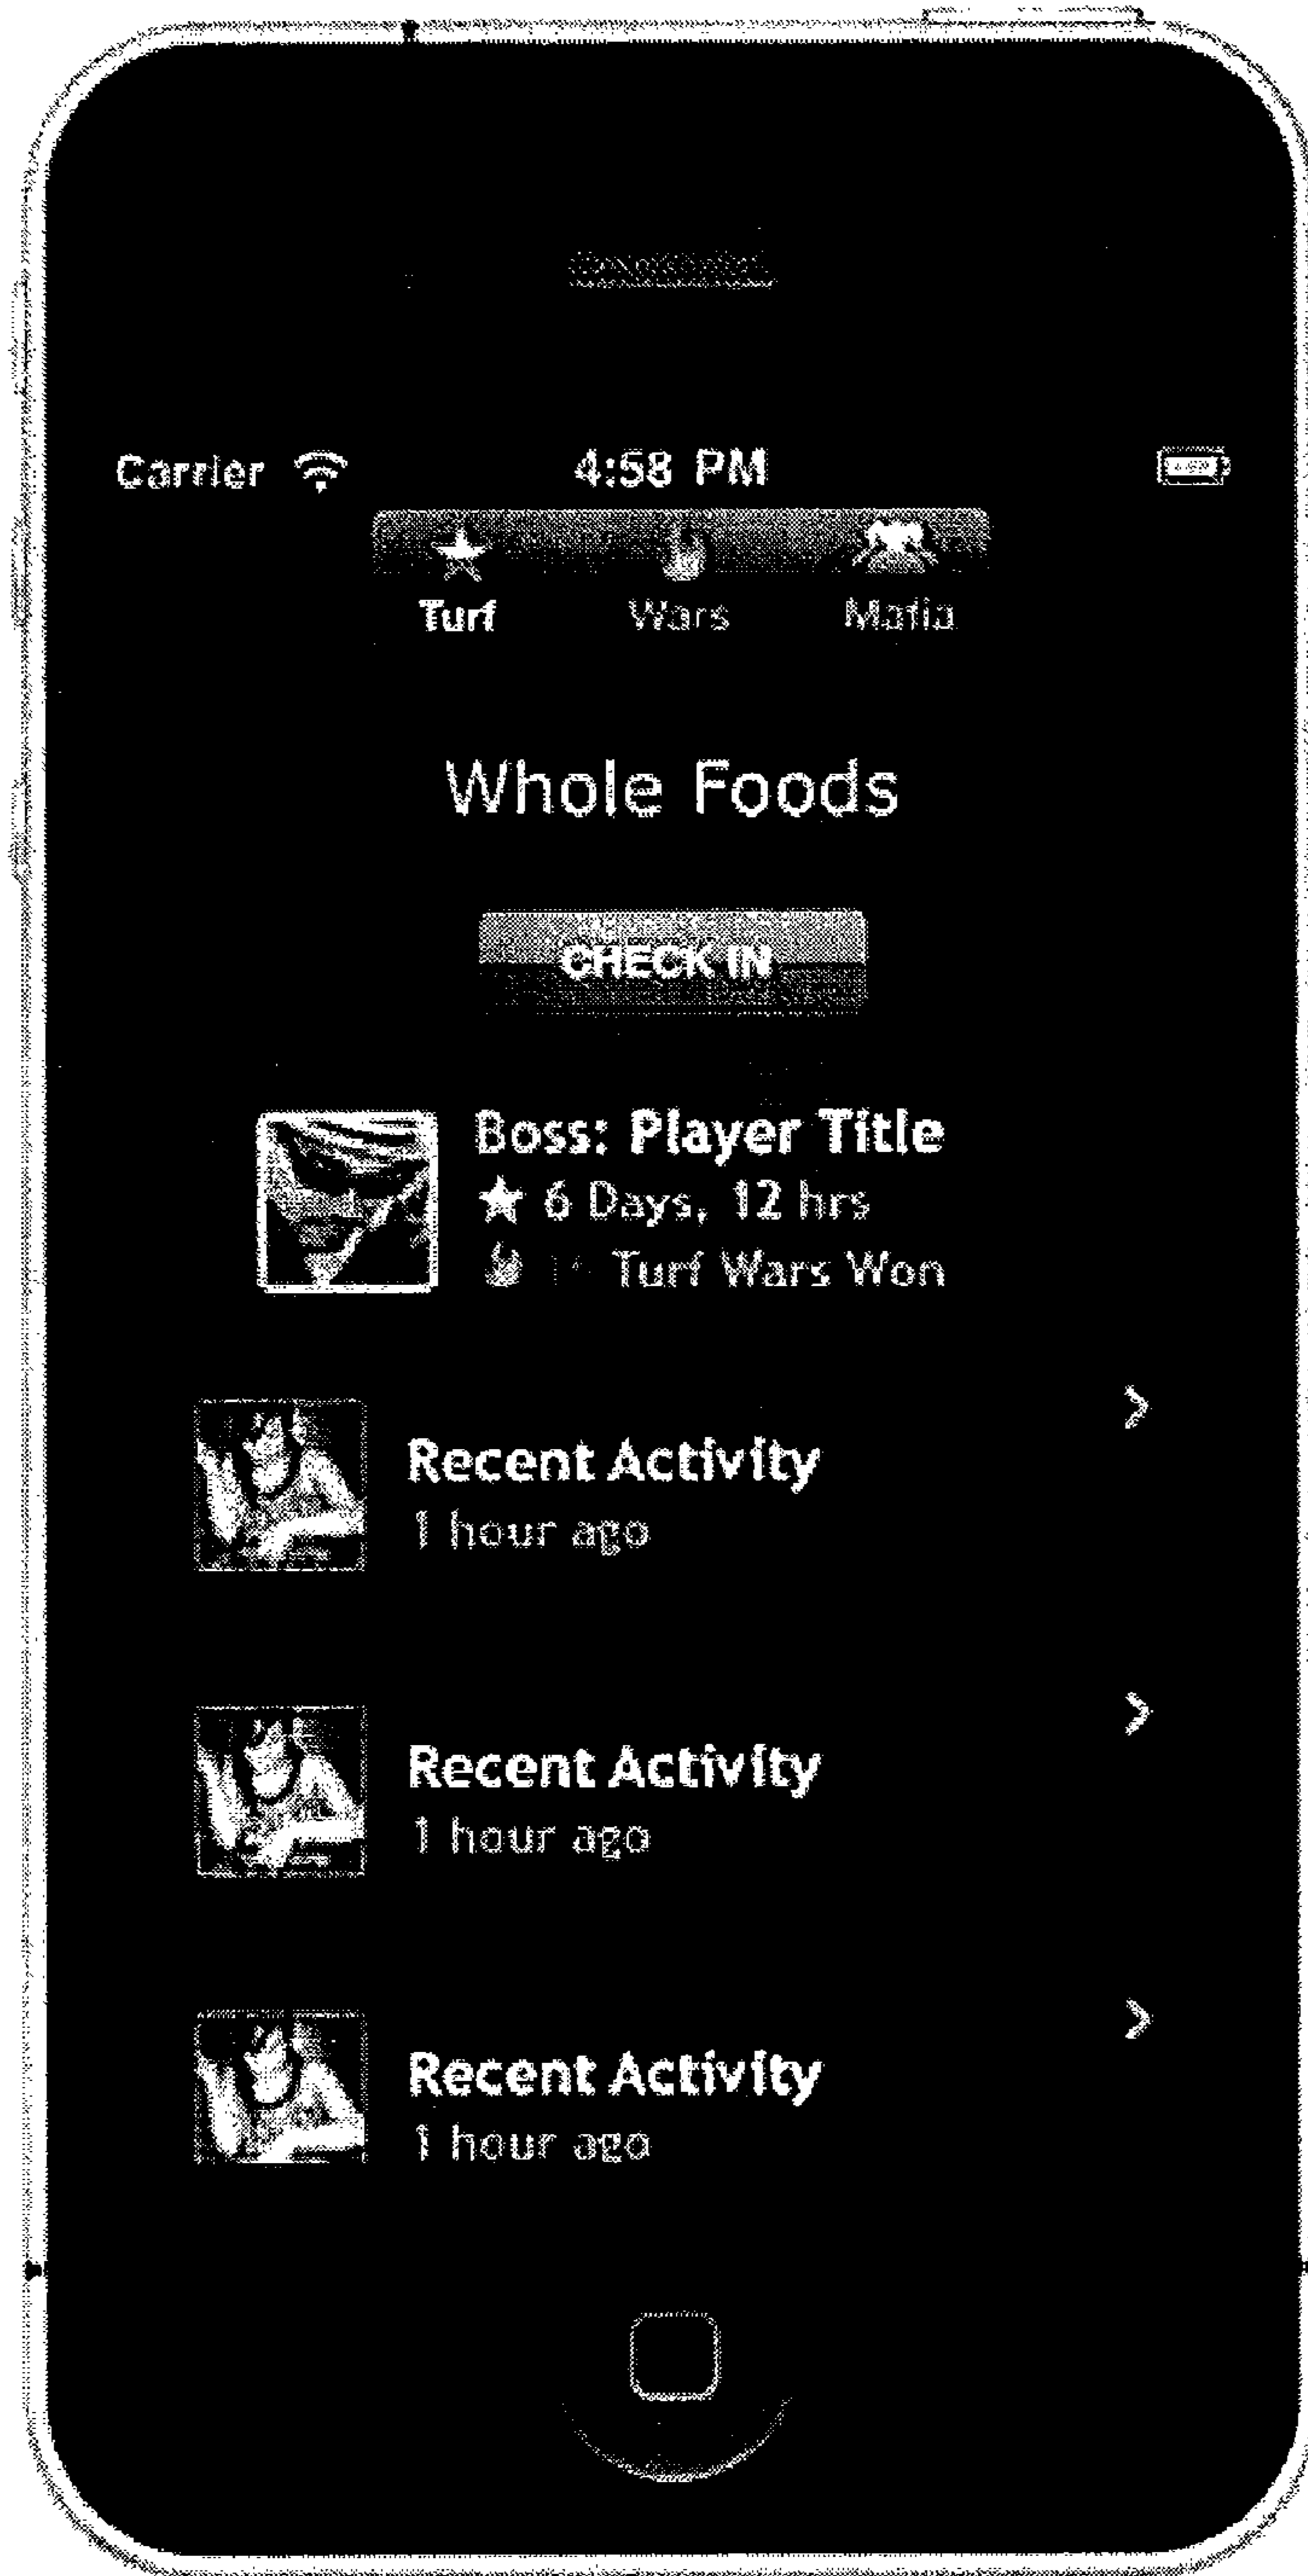 Carrier 4:58 PM
Turf Wars Mafia
Whole Foods
CHECK IN
Boss: Player Title
6 Days, 12 hrs
Turf Wars Won
Recent Activity
1 hour ago
Recent Activity
1 hour ago
Recent Activity
1 hour ago